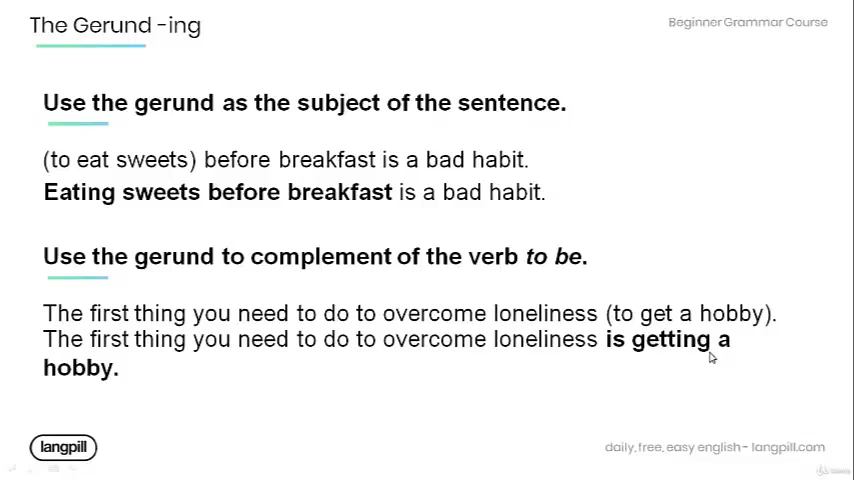 The Gerund -ing
Beginner Grammar Course
Use the gerund as the subject of the sentence.
(to eat sweets) before breakfast is a bad habit.
Eating sweets before breakfast is a bad habit.
Use the gerund to complement of the verb to be.
The first thing you need to do to overcome loneliness (to get a hobby).
The first thing you need to do to overcome loneliness is getting a
hobby.
langpill
daily, free, easy english - langpill.com